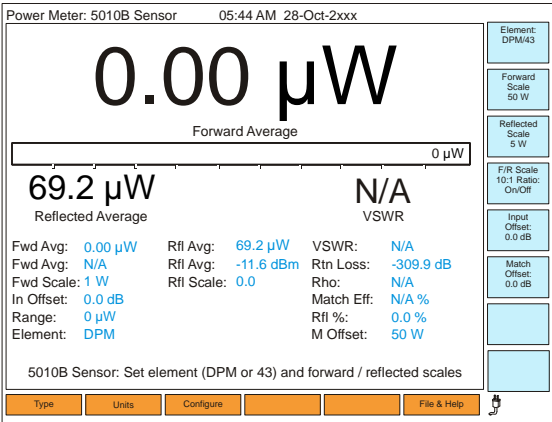 Power Meter: 5010B Sensor 05:44 AM 28-Oct-2xxx
0.00 µW
Forward Average
0 µW
69.2 µW N/A
Reflected Average VSWR
Fwd Avg: 0.00 µW Rfl Avg: 69.2 µW VSWR: N/A
Fwd Avg: N/A Rfl Avg: -11.6 dBm Rtn Loss: -309.9 dB
Fwd Scale: 1 W Rfl Scale: 0.0 Rho: N/A
In Offset: 0.0 dB Match Eff: N/A %
Range: 0 µW Rfl %: 0.0 %
Element: DPM M Offset: 50 W
5010B Sensor: Set element (DPM or 43) and forward / reflected scales
Element:
DPM/43
Forward
Scale
50 W
Reflected
Scale
5 W
F/R Scale
10:1 Ratio:
On/Off
Input
Offset:
0.0 dB
Match
Offset:
0.0 dB
Type Units Configure File & Help